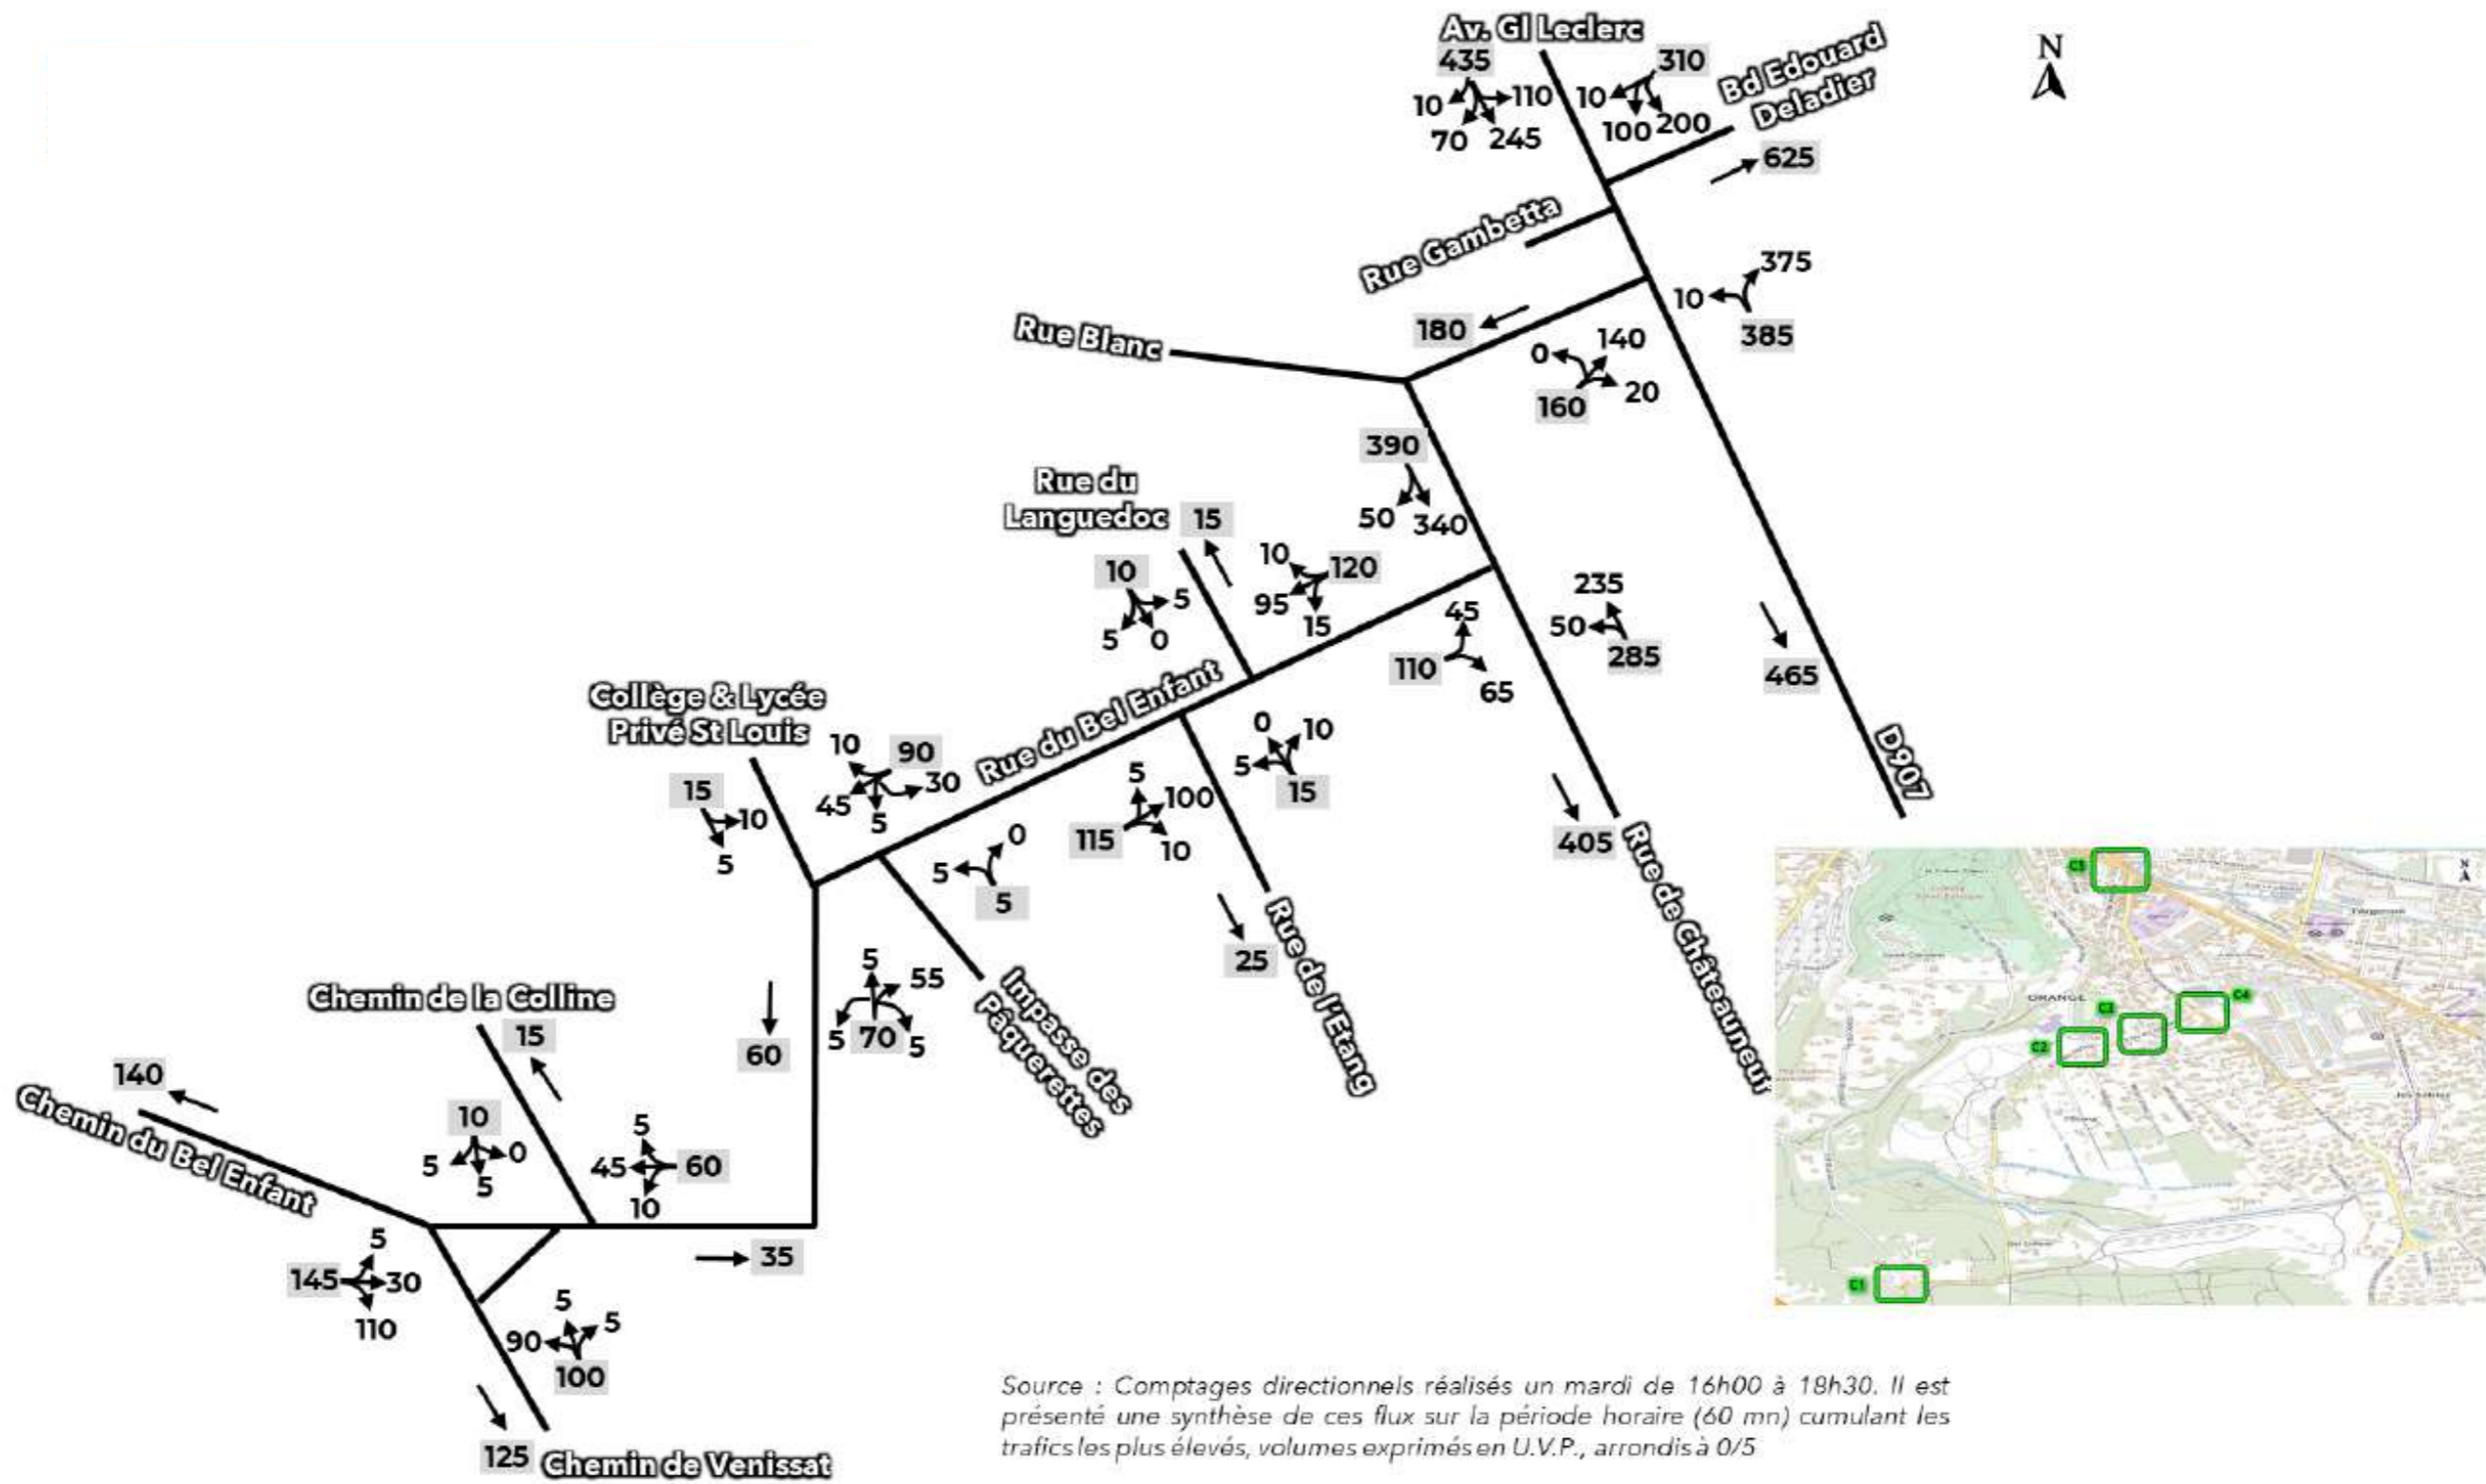 Av. Gl Leclerc
435
10
110
70
245
310
10
100
200
Bd Edouard
Deladier
N
625
Rue Gambetta
375
10
385
Rue Blanc
180
140
0
20
160
390
50
340
Rue du
Languedoc
15
10
5
5
0
10
120
95
15
235
50
285
45
110
65
465
D907
Collège & Lycée
Privé St Louis
15
10
5
10
90
30
45
5
Rue du Bel Enfant
0
10
5
15
5
100
115
10
0
5
5
405
Rue de Châteauneuf
25
Rue de l'Etang
Impasse des
Pâquerettes
5
55
5
70
5
60
Chemin de la Colline
15
140
Chemin du Bel Enfant
10
5
0
5
5
45
60
10
35
5
145
30
110
5
5
90
100
125
Chemin de Venissat
C5
N
ORANGE
C4
C3
C2
C1
Source : Comptages directionnels réalisés un mardi de 16h00 à 18h30. Il est
présenté une synthèse de ces flux sur la période horaire (60 mn) cumulant les
trafics les plus élevés, volumes exprimés en U.V.P., arrondis à 0/5